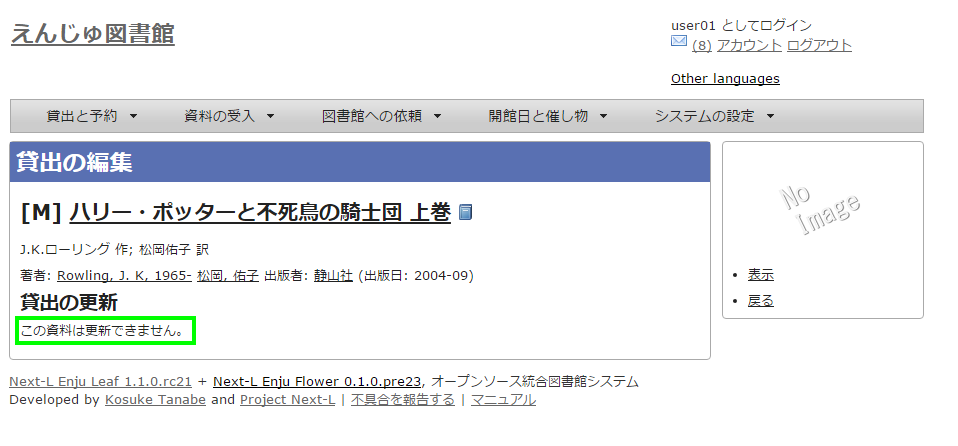 えんじゅ図書館
user01 としてログイン
(8) アカウント ログアウト
Other languages
貸出と予約 資料の受入 図書館への依頼 開館日と催し物 システムの設定
貸出の編集
[M] ハリー・ポッターと不死鳥の騎士団 上巻
J.K.ローリング 作; 松岡佑子 訳
著者: Rowling, J. K, 1965- 松岡, 佑子 出版者: 静山社 (出版日: 2004-09)
貸出の更新
この資料は更新できません。
No
Image
表示
戻る
Next-L Enju Leaf 1.1.0.rc21 + Next-L Enju Flower 0.1.0.pre23, オープンソース統合図書館システム
Developed by Kosuke Tanabe and Project Next-L | 不具合を報告する | マニュアル